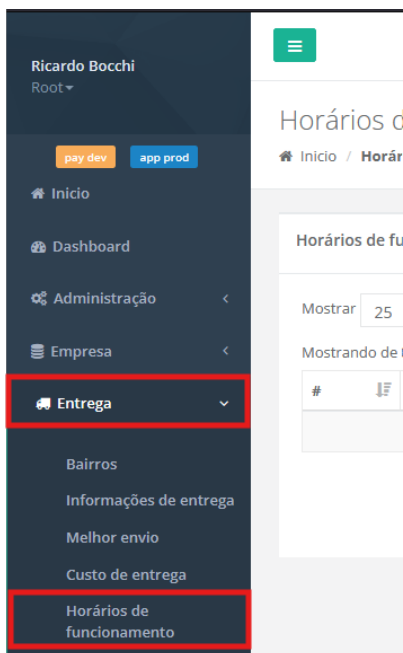 Ricardo Bocchi
Root
pay dev app prod
Inicio
Dashboard
Administração
Empresa
Entrega
Bairros
Informações de entrega
Melhor envio
Custo de entrega
Horários de
funcionamento
Horários d
Inicio / Horár
Horários de fu
Mostrar 25
Mostrando de
#